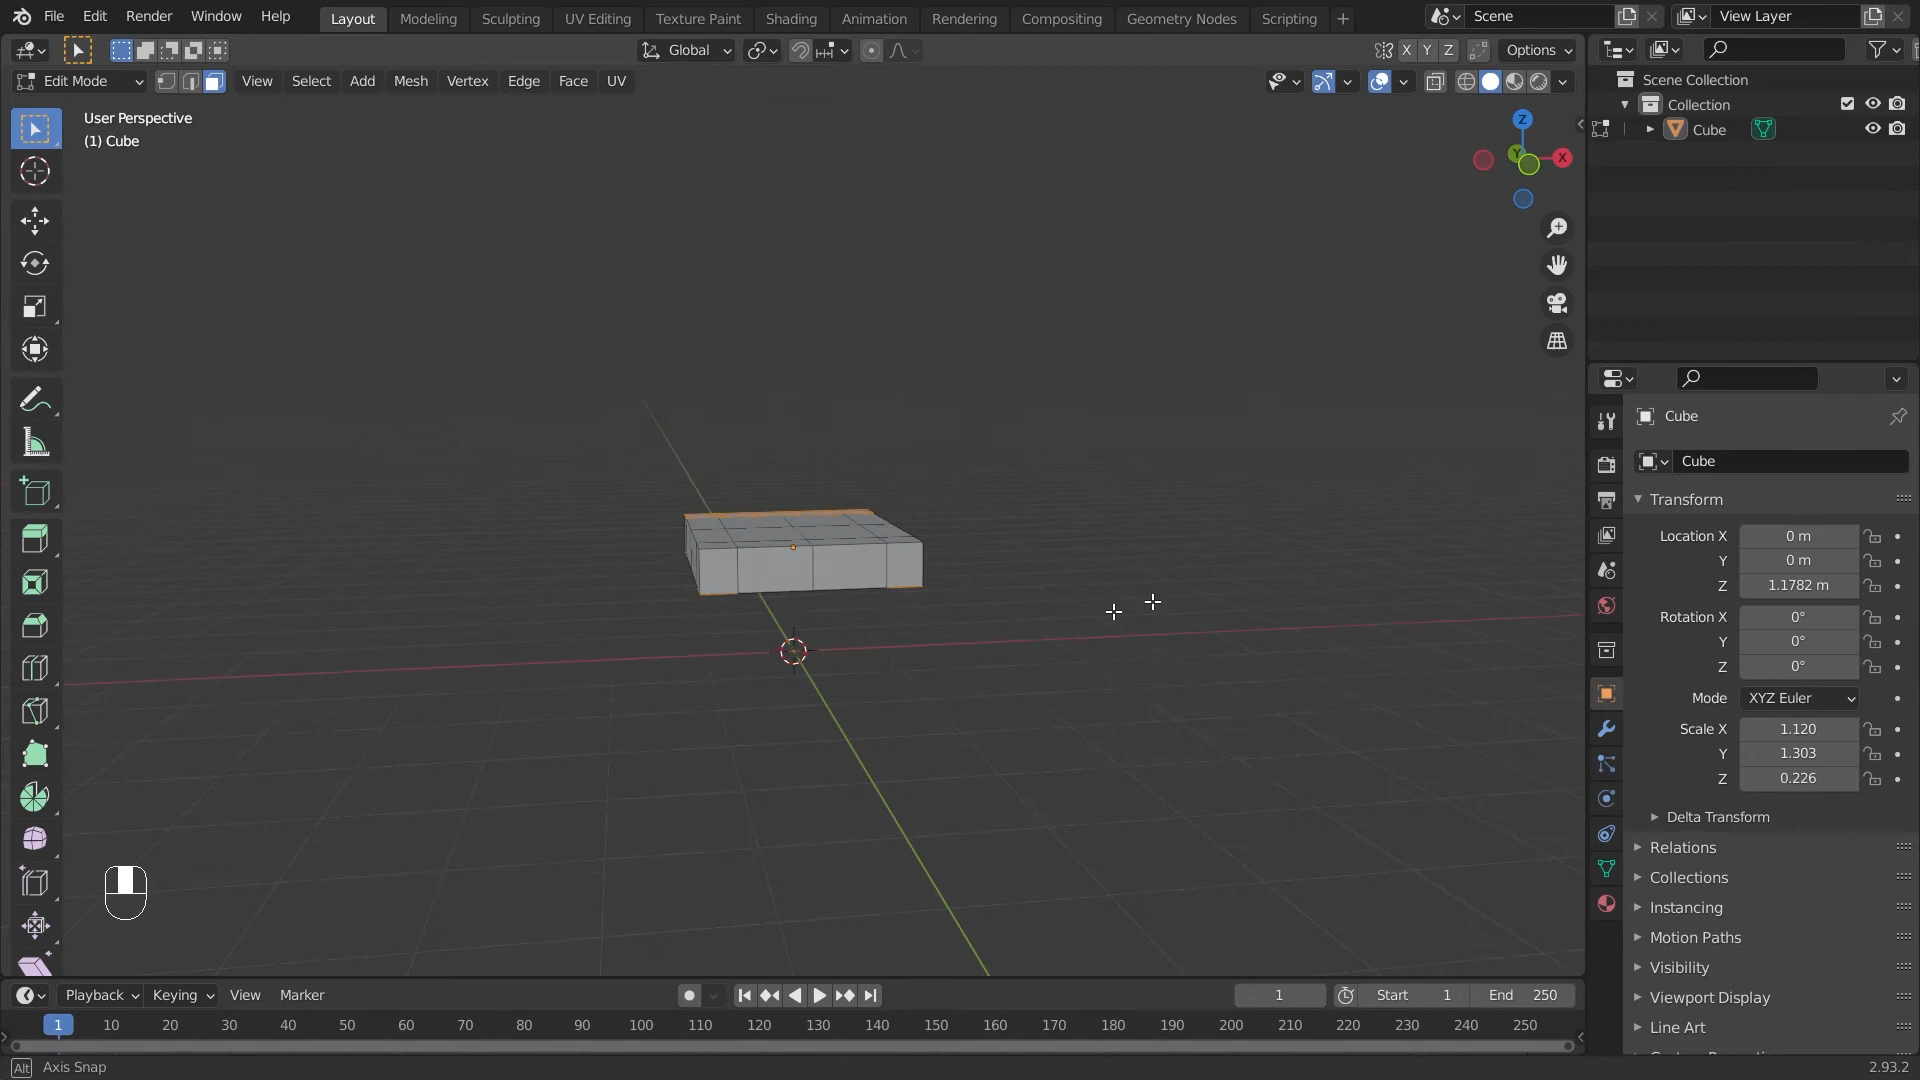 File Edit Render Window Help Layout Modeling Sculpting UV Editing Texture Paint Shading Animation Rendering Compositing Geometry Nodes Scripting + Scene View Layer
Global X Y Z Options
Edit Mode View Select Add Mesh Vertex Edge Face UV
Scene Collection
Collection
Cube
User Perspective
(1) Cube
Z
Y
X
Cube
Cube
Transform
Location X 0 m
Y 0 m
Z 1.1782 m
Rotation X 0°
Y 0°
Z 0°
Mode XYZ Euler
Scale X 1.120
Y 1.303
Z 0.226
Delta Transform
Relations
Collections
Instancing
Motion Paths
Visibility
Viewport Display
Line Art
Playback Keying View Marker 1 Start 1 End 250
1 10 20 30 40 50 60 70 80 90 100 110 120 130 140 150 160 170 180 190 200 210 220 230 240 250
Alt Axis Snap 2.93.2